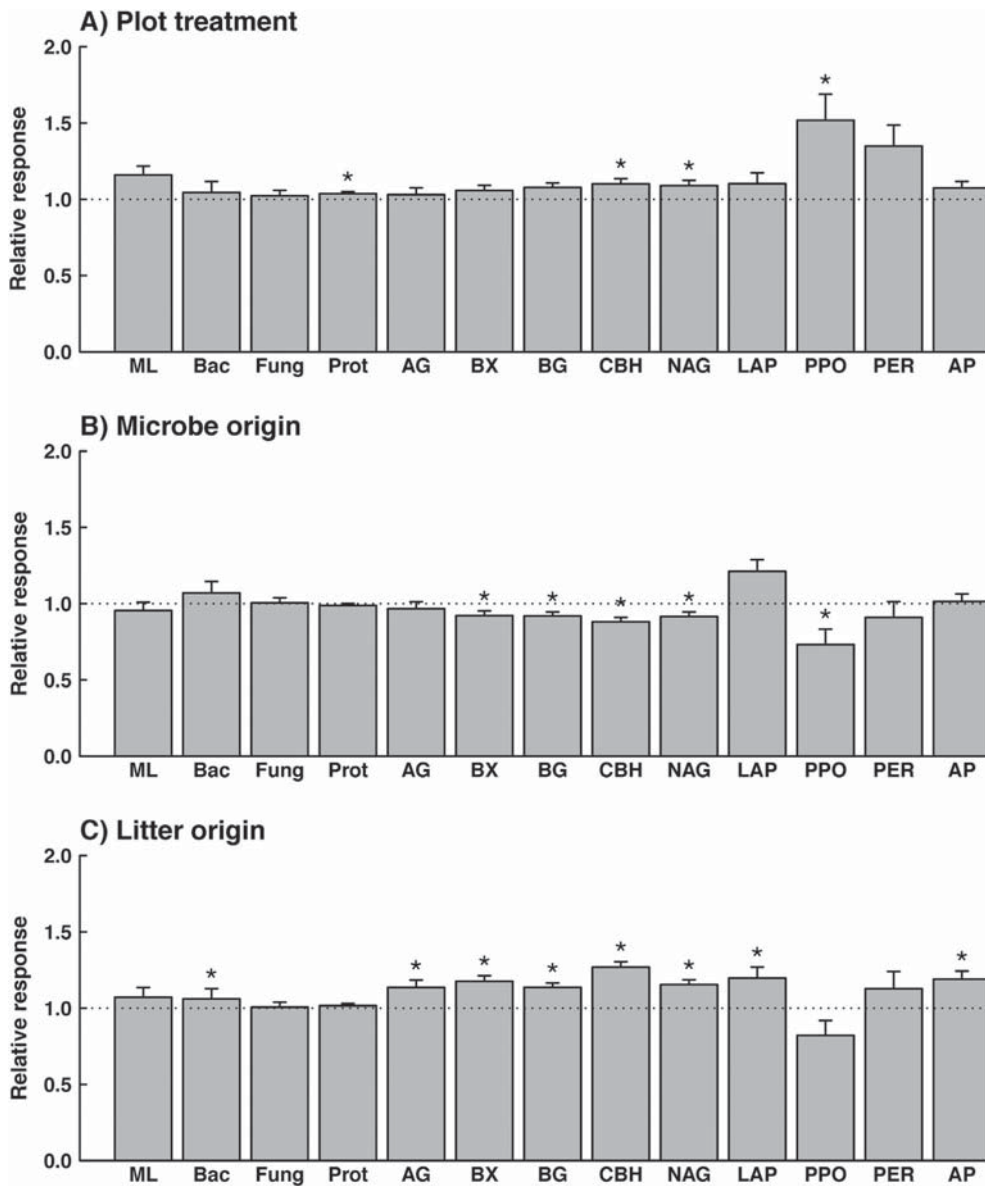 A) Plot treatment
2.0
*
1.5
* * *
1.0
0.5
0.0
Relative response
ML Bac Fung Prot AG BX BG CBH NAG LAP PPO PER AP
B) Microbe origin
2.0
1.5
1.0
* * * * *
0.5
0.0
Relative response
ML Bac Fung Prot AG BX BG CBH NAG LAP PPO PER AP
C) Litter origin
2.0
1.5
* * * * * * * *
1.0
0.5
0.0
Relative response
ML Bac Fung Prot AG BX BG CBH NAG LAP PPO PER AP